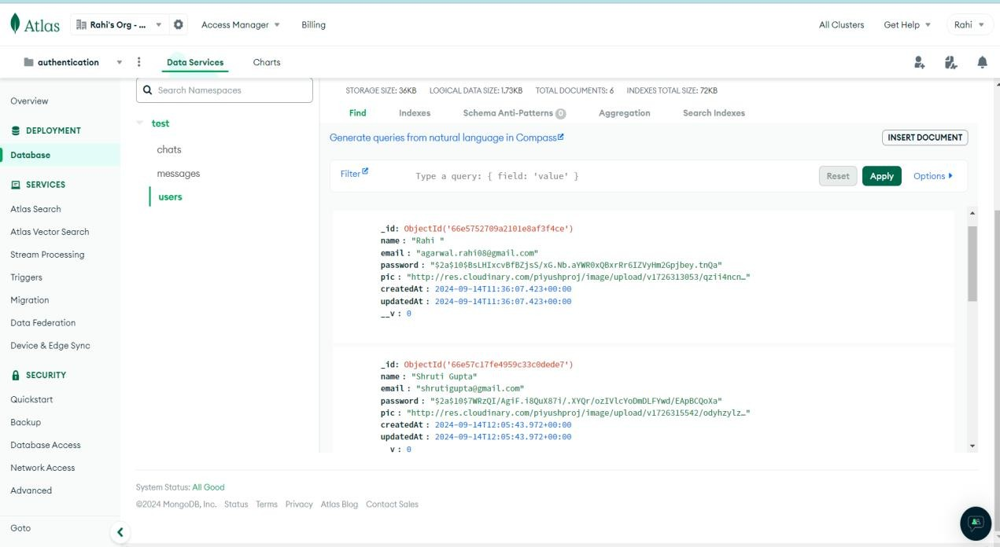 Atlas
Rahi's Org - ...
Access Manager
Billing
All Clusters
Get Help
Rahi
authentication
Data Services
Charts
Overview
DEPLOYMENT
Database
SERVICES
Atlas Search
Atlas Vector Search
Stream Processing
Triggers
Migration
Data Federation
Device & Edge Sync
SECURITY
Quickstart
Backup
Database Access
Network Access
Advanced
Goto
Search Namespaces
test
chats
messages
users
STORAGE SIZE: 36KB LOGICAL DATA SIZE: 1.73KB TOTAL DOCUMENTS: 6 INDEXES TOTAL SIZE: 72KB
Find Indexes Schema Anti-Patterns 0 Aggregation Search Indexes
Generate queries from natural language in Compass
INSERT DOCUMENT
Filter
Type a query: { field: 'value' }
Reset
Apply
Options
_id: ObjectId('66e5752709a2101e8af3f4ce')
name : "Rahi "
email : "agarwal.rahi08@gmail.com"
password : "$2a$10$BsLHIxcvBfBZjsS/xG.Nb.aYWR0xQBxrRr6IZVyHm2Gpjbey.tnQa"
pic : "http://res.cloudinary.com/piyushproj/image/upload/v1726313053/qzii4ncn…"
createdAt : 2024-09-14T11:36:07.423+00:00
updatedAt : 2024-09-14T11:36:07.423+00:00
__v : 0
_id: ObjectId('66e57c17fe4959c33c0dede7')
name : "Shruti Gupta"
email : "shrutigupta@gmail.com"
password : "$2a$10$7WRzQI/AgiF.i8QuX87i/.XYQr/ozIVlcYoDmDLFYwd/EApBCQoXa"
pic : "http://res.cloudinary.com/piyushproj/image/upload/v1726315542/odyhzylz…"
createdAt : 2024-09-14T12:05:43.972+00:00
updatedAt : 2024-09-14T12:05:43.972+00:00
v : 0
System Status: All Good
©2024 MongoDB, Inc. Status Terms Privacy Atlas Blog Contact Sales